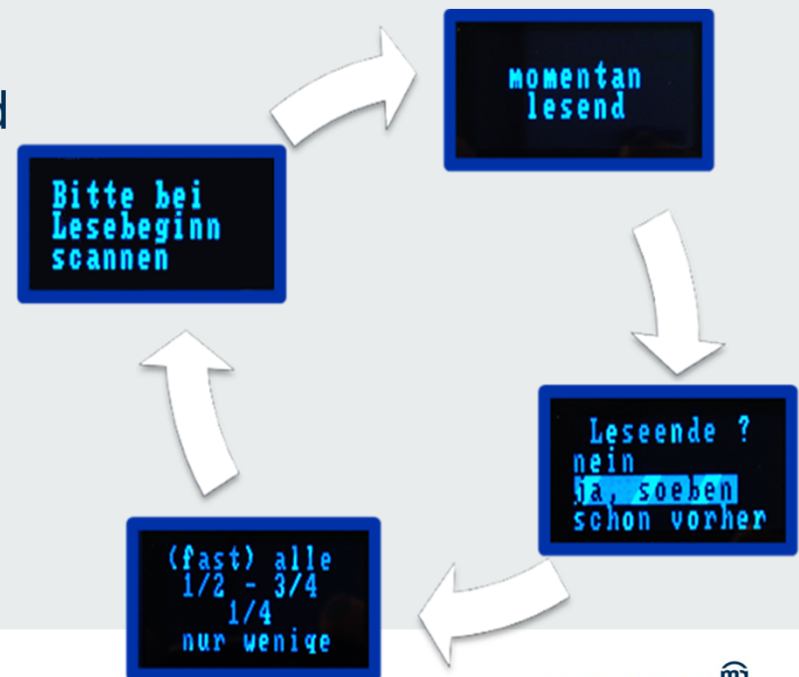 d
Bitte bei
Lesebeginn
scannen
momentan
lesend
Leseende ?
nein
ja, soeben
schon vorher
(fast) alle
1/2 - 3/4
1/4
nur wenige